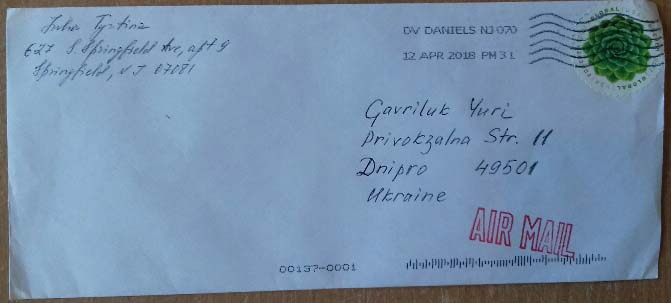 627 S. Springfield Ave, apt 9
Springfield, NJ 07081
DV DANIELS NJ 070
12 APR 2018 PM 3 L
GLOBAL
Gavriluk Yuri
Privokzalna Str. 11
Dnipro 49501
Ukraine
AIR MAIL
00137-0001